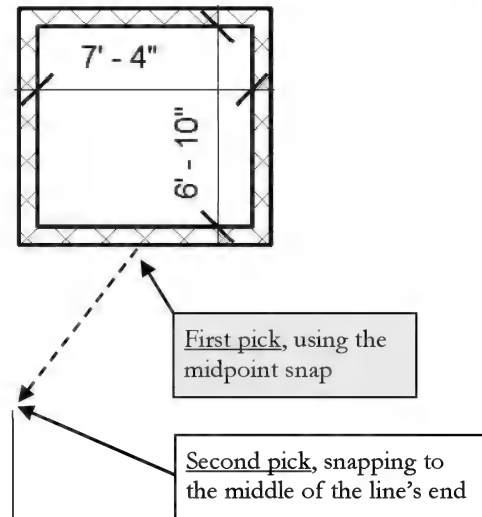 7' - 4"
6' - 10"
First pick, using the
midpoint snap
Second pick, snapping to
the middle of the line's end